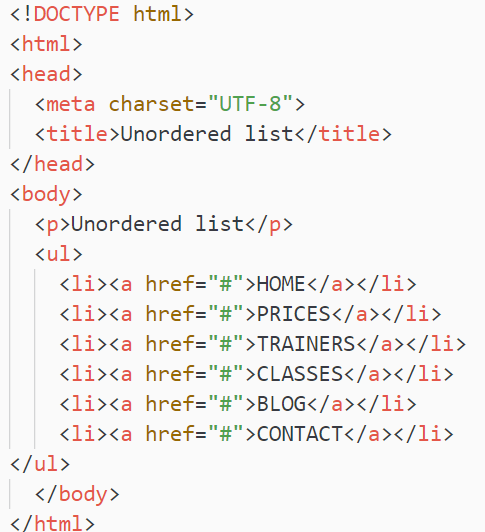 <!DOCTYPE html>
<html>
<head>
  <meta charset="UTF-8">
  <title>Unordered list</title>
</head>
<body>
  <p>Unordered list</p>
  <ul>
    <li><a href="#">HOME</a></li>
    <li><a href="#">PRICES</a></li>
    <li><a href="#">TRAINERS</a></li>
    <li><a href="#">CLASSES</a></li>
    <li><a href="#">BLOG</a></li>
    <li><a href="#">CONTACT</a></li>
</ul>
  </body>
</html>